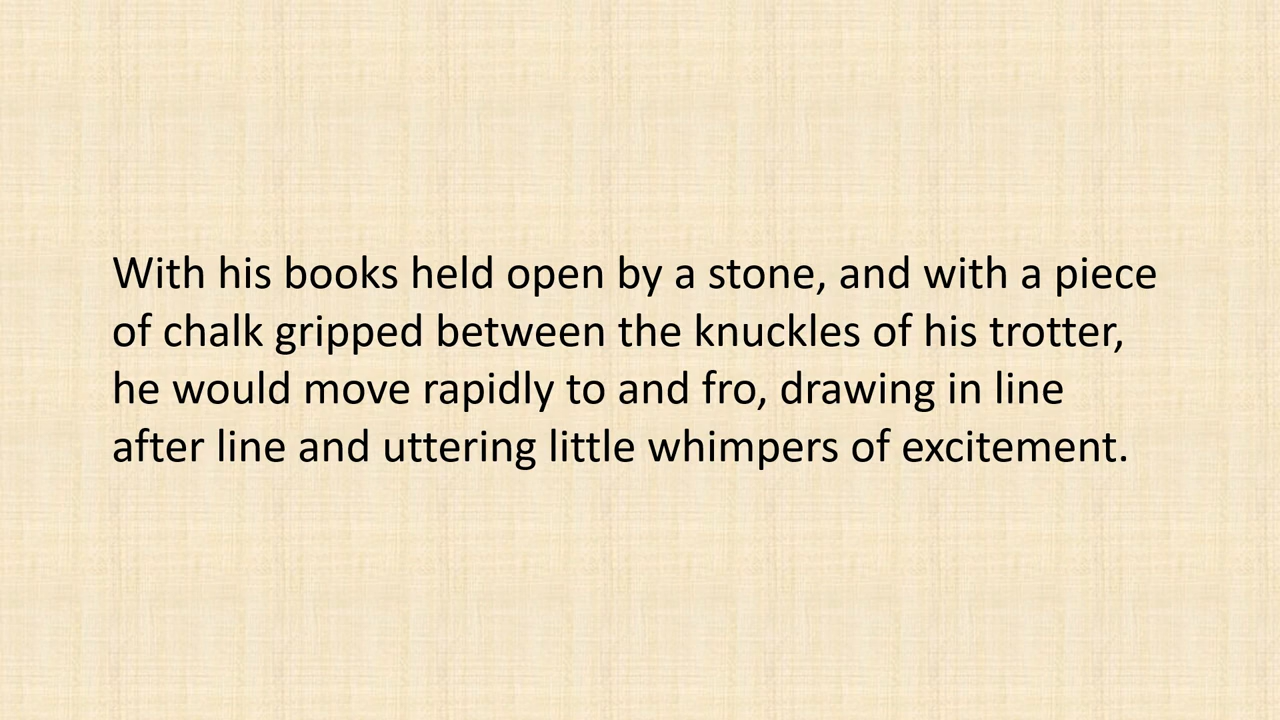 With his books held open by a stone, and with a piece
of chalk gripped between the knuckles of his trotter,
he would move rapidly to and fro, drawing in line
after line and uttering little whimpers of excitement.